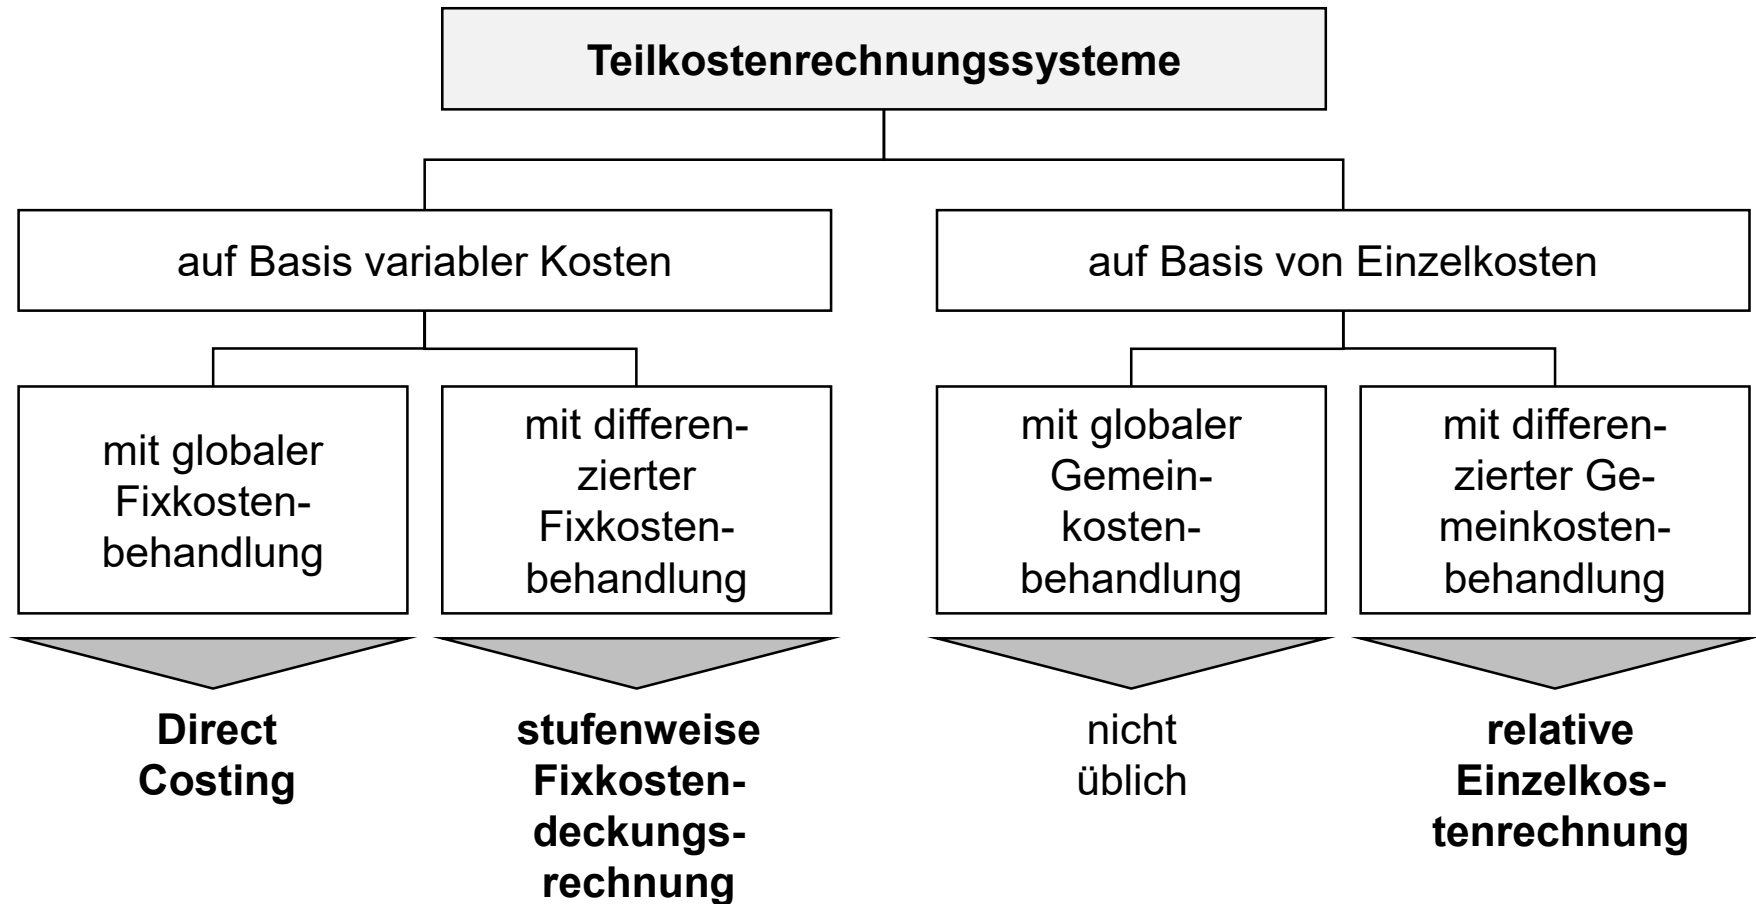 Teilkostenrechnungssysteme
auf Basis variabler Kosten
auf Basis von Einzelkosten
mit globaler
Fixkosten-
behandlung
mit differen-
zierter
Fixkosten-
behandlung
mit globaler
Gemein-
kosten-
behandlung
mit differen-
zierter Ge-
meinkosten-
behandlung
Direct
Costing
stufenweise
Fixkosten-
deckungs-
rechnung
nicht
üblich
relative
Einzelkos-
tenrechnung